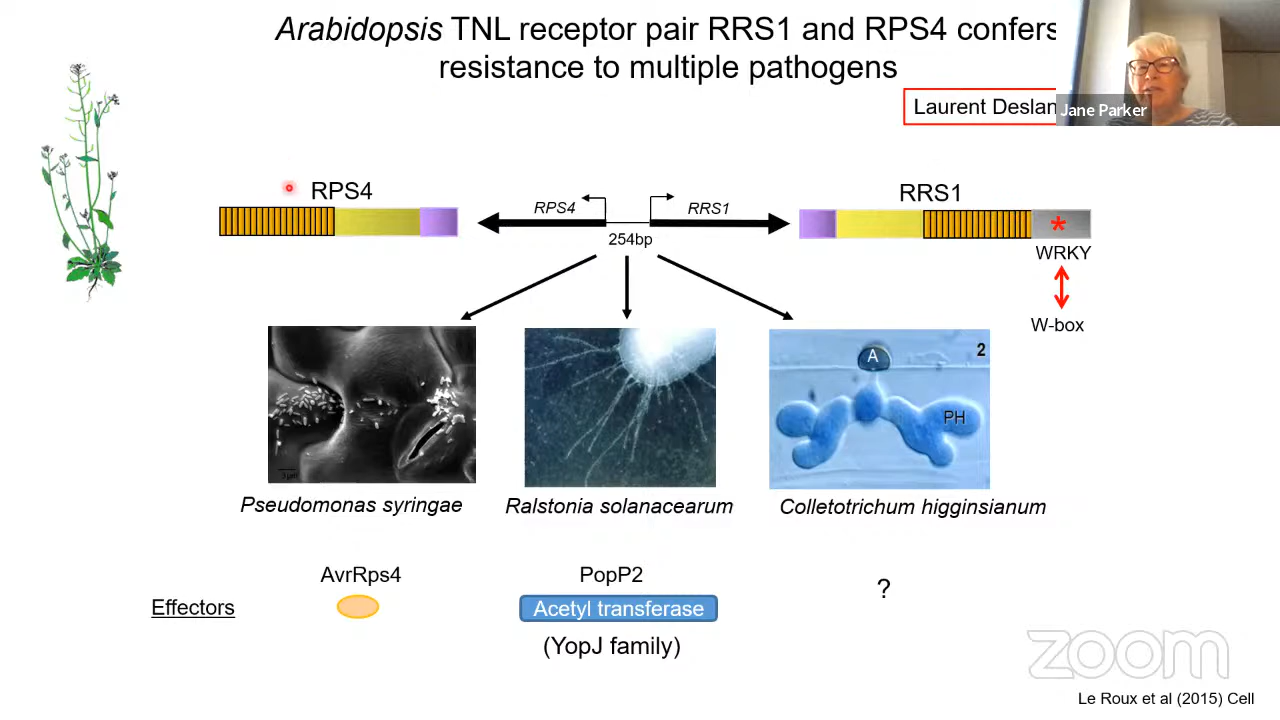 Arabidopsis TNL receptor pair RRS1 and RPS4 confers
resistance to multiple pathogens
Laurent
Jane Parker
RPS4
RPS4
RRS1
RRS1
254bp
WRKY
W-box
A
2
PH
Pseudomonas syringae
Ralstonia solanacearum
Colletotrichum higginsianum
AvrRps4
PopP2
?
Effectors
Acetyl transferase
(YopJ family)
zoom
Le Roux et al (2015) Cell